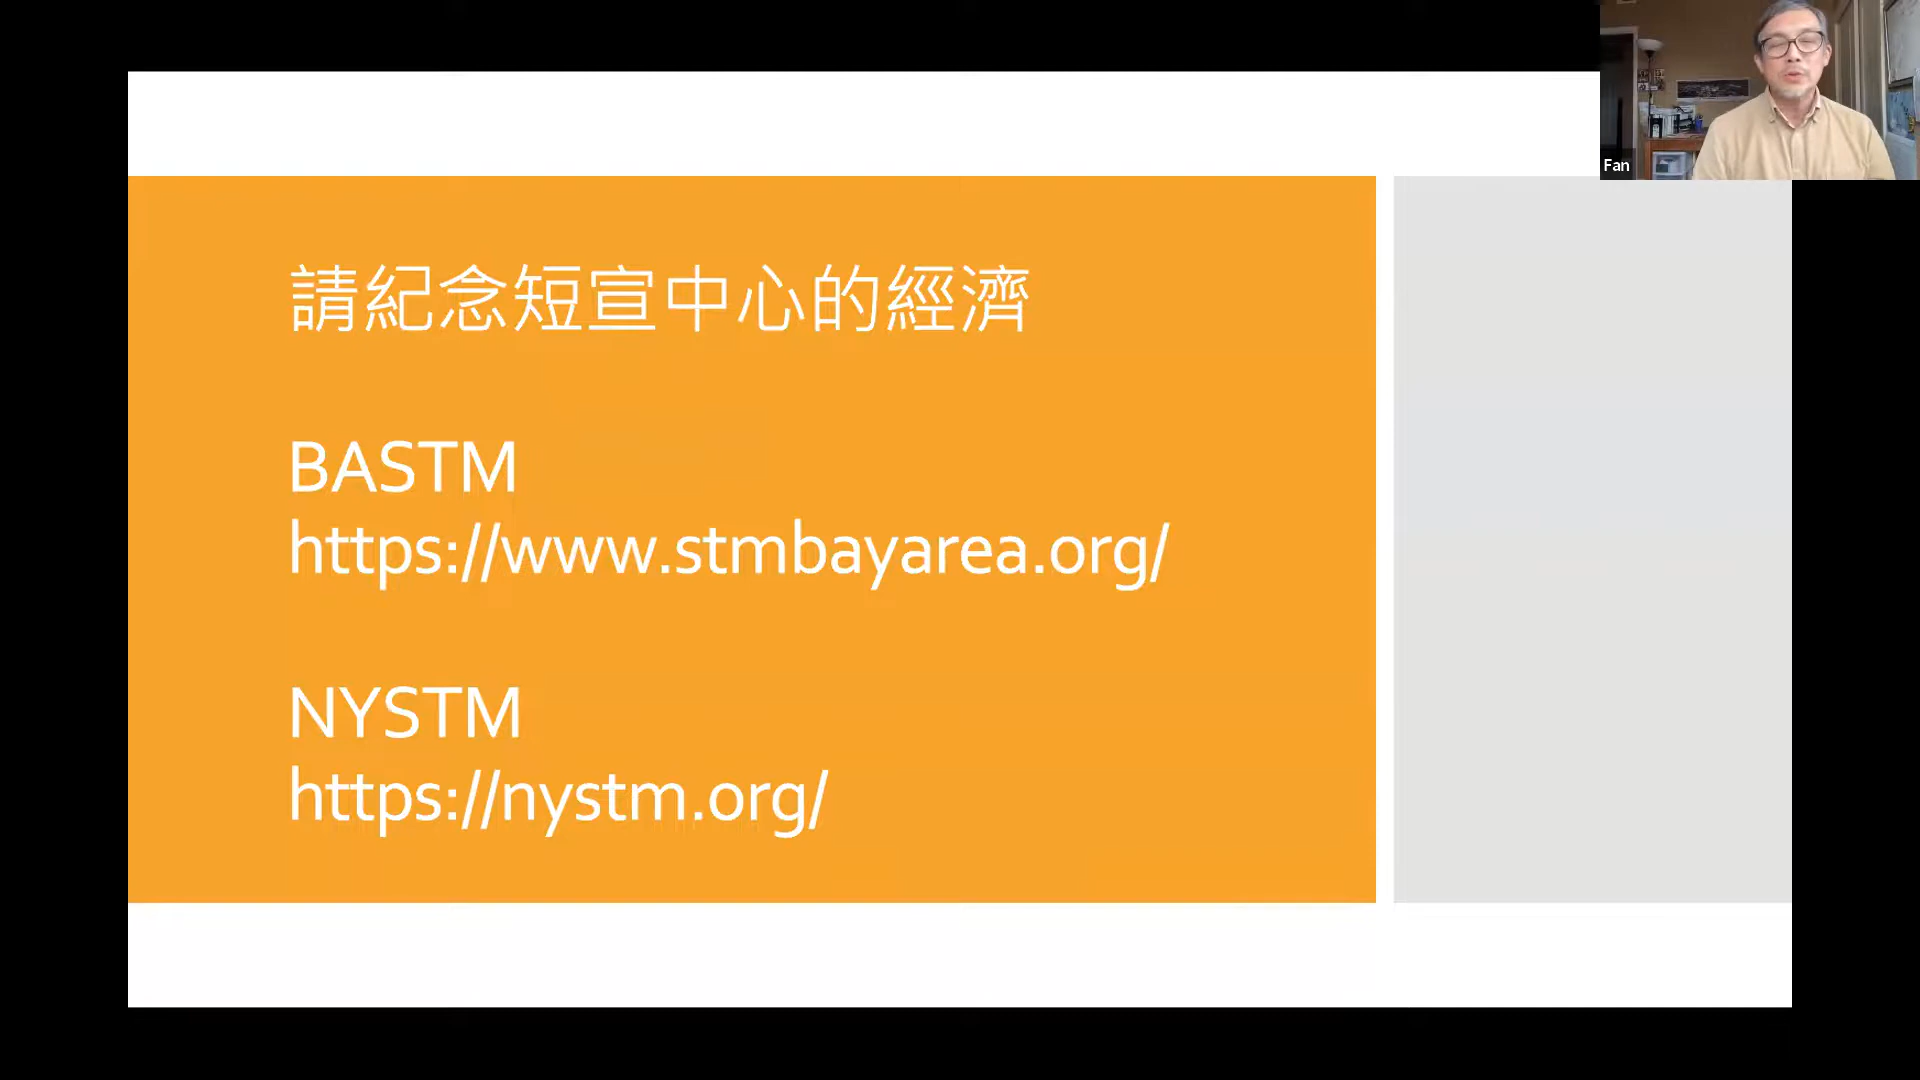 Fan
請紀念短宣中心的經濟
BASTM
https://www.stmbayarea.org/
NYSTM
https://nystm.org/